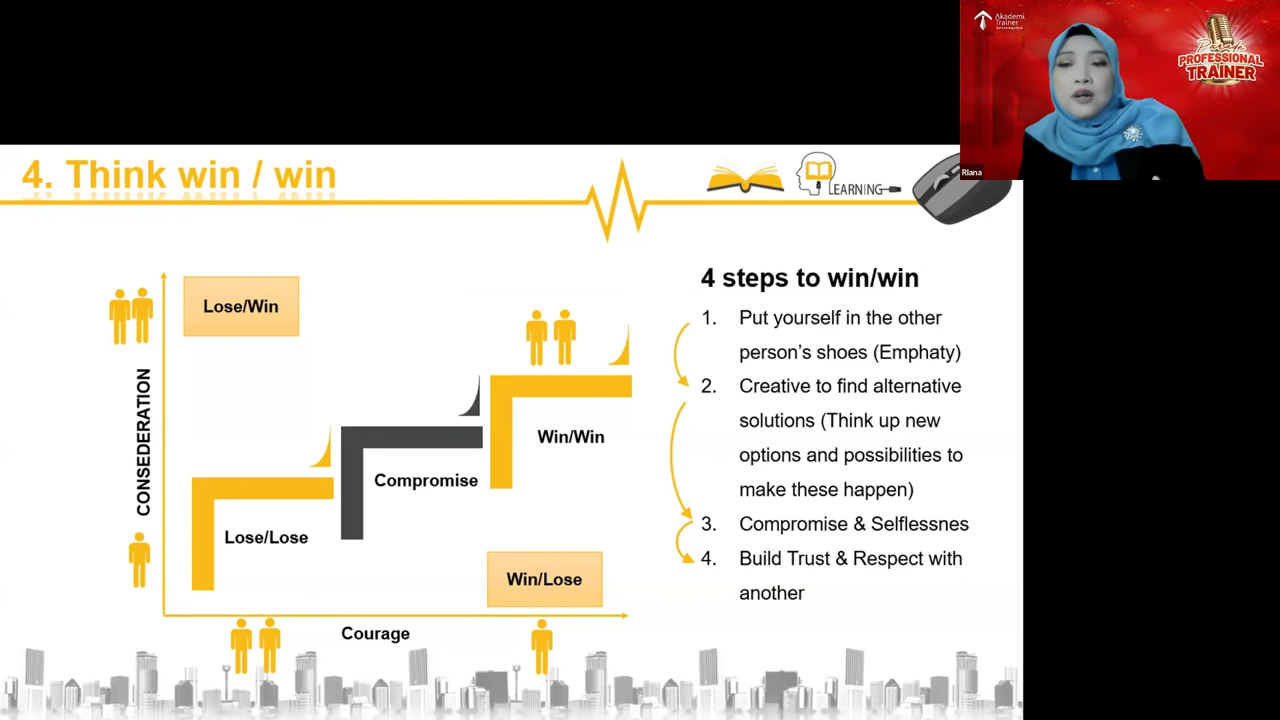 Akademi
Trainer
Projek
PROFESSIONAL
TRAINER
RIana
4. Think win / win
LEARNING
Lose/Win
CONSEDERATION
Win/Win
Compromise
Lose/Lose
Win/Lose
Courage
4 steps to win/win
1. Put yourself in the other
person's shoes (Emphaty)
2. Creative to find alternative
solutions (Think up new
options and possibilities to
make these happen)
3. Compromise & Selflessnes
4. Build Trust & Respect with
another